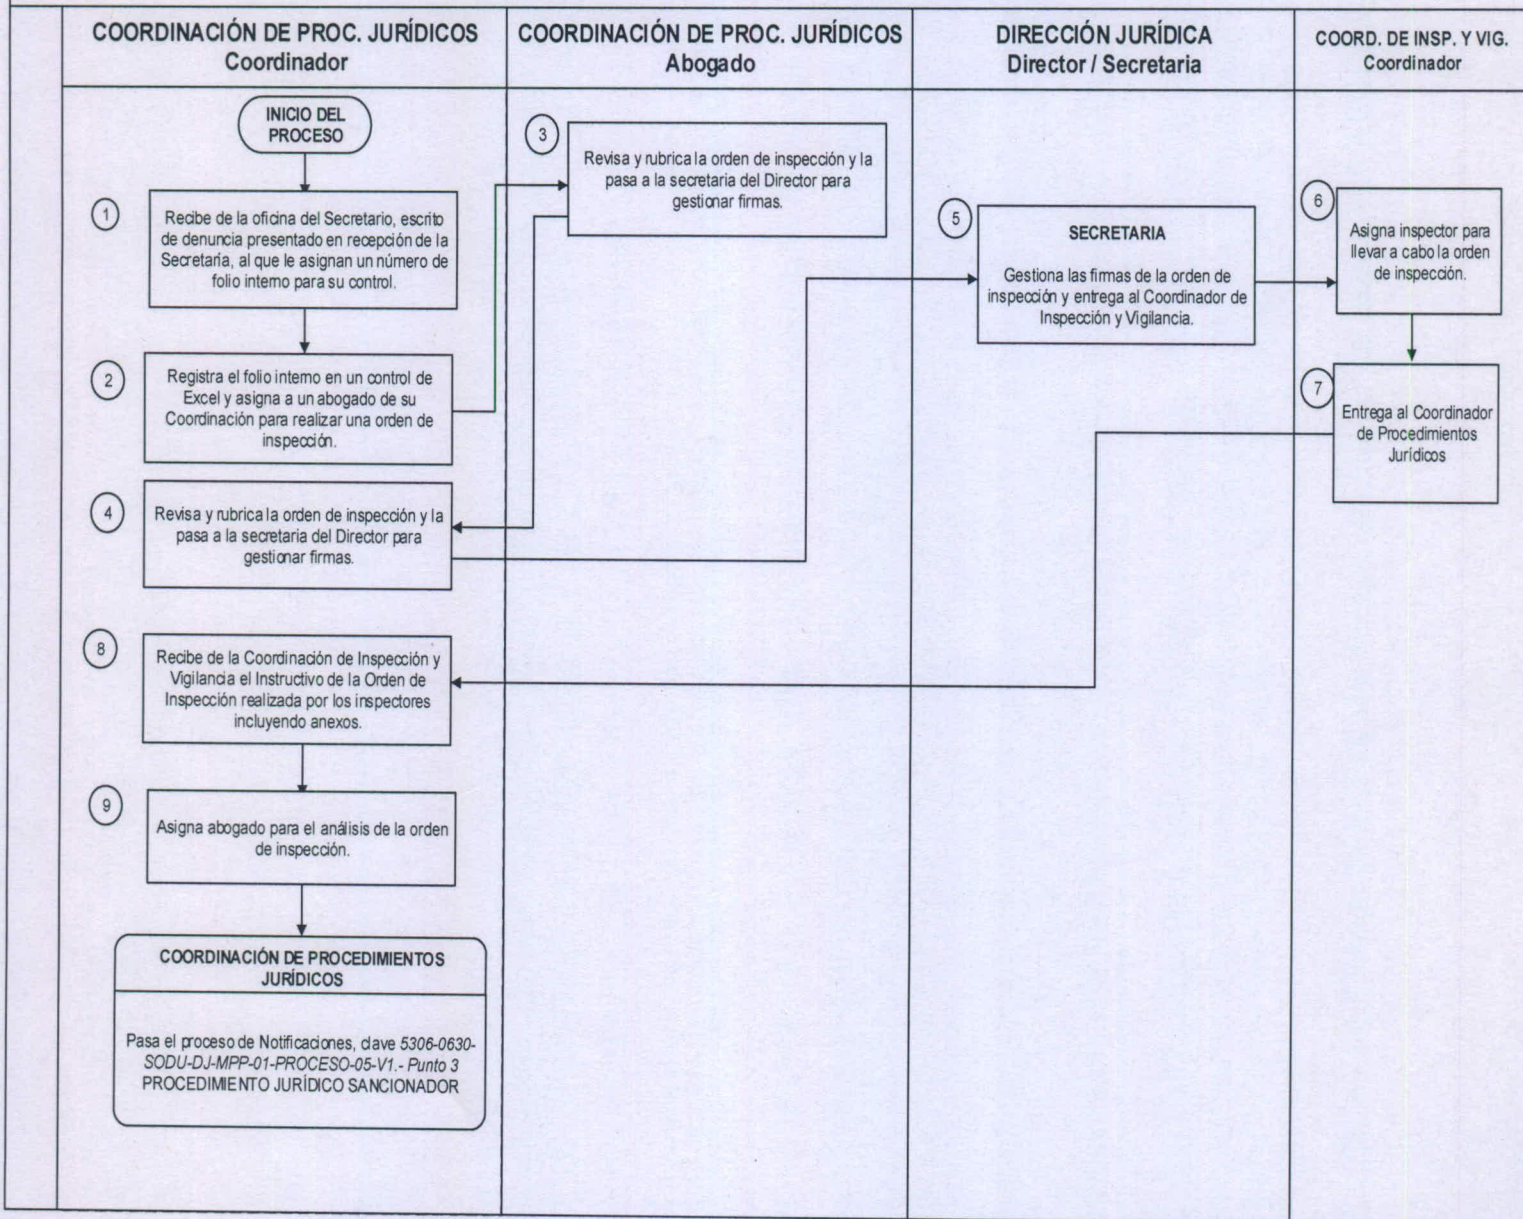 COORDINACIÓN DE PROC. JURÍDICOS
Coordinador
COORDINACIÓN DE PROC. JURÍDICOS
Abogado
DIRECCIÓN JURÍDICA
Director / Secretaria
COORD. DE INSP. Y VIG.
Coordinador
INICIO DEL
PROCESO
1
Recibe de la oficina del Secretario, escrito
de denuncia presentado en recepción de la
Secretaría, al que le asignan un número de
folio interno para su control.
2
Registra el folio interno en un control de
Excel y asigna a un abogado de su
Coordinación para realizar una orden de
inspección.
3
Revisa y rubrica la orden de inspección y la
pasa a la secretaria del Director para
gestionar firmas.
4
Revisa y rubrica la orden de inspección y la
pasa a la secretaria del Director para
gestionar firmas.
5
SECRETARIA
Gestiona las firmas de la orden de
inspección y entrega al Coordinador de
Inspección y Vigilancia.
6
Asigna inspector para
llevar a cabo la orden
de inspección.
7
Entrega al Coordinador
de Procedimientos
Jurídicos
8
Recibe de la Coordinación de Inspección y
Vigilancia el Instructivo de la Orden de
Inspección realizada por los inspectores
incluyendo anexos.
9
Asigna abogado para el análisis de la orden
de inspección.
COORDINACIÓN DE PROCEDIMIENTOS
JURÍDICOS
Pasa el proceso de Notificaciones, clave 5306-0630-
SODU-DJ-MPP-01-PROCESO-05-V1.- Punto 3
PROCEDIMIENTO JURÍDICO SANCIONADOR